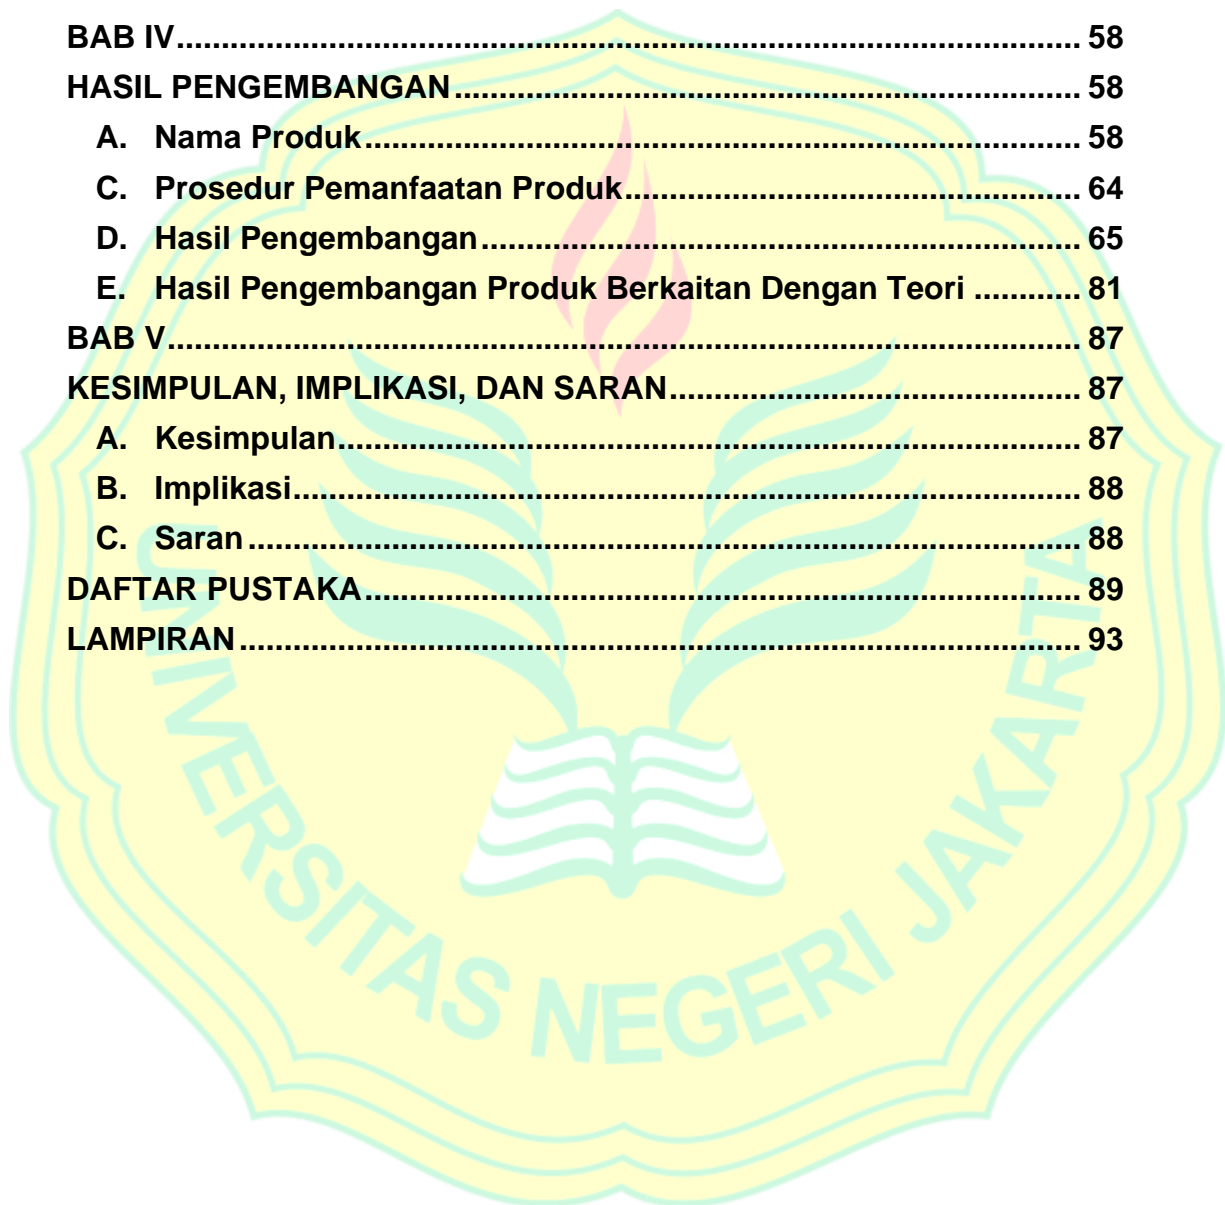 BAB IV.................................................................................................... 58
HASIL PENGEMBANGAN..................................................................... 58
A. Nama Produk............................................................................... 58
C. Prosedur Pemanfaatan Produk.................................................. 64
D. Hasil Pengembangan.................................................................. 65
E. Hasil Pengembangan Produk Berkaitan Dengan Teori ............ 81
BAB V..................................................................................................... 87
KESIMPULAN, IMPLIKASI, DAN SARAN.............................................. 87
A. Kesimpulan.................................................................................. 87
B. Implikasi....................................................................................... 88
C. Saran ............................................................................................ 88
DAFTAR PUSTAKA............................................................................... 89
LAMPIRAN ............................................................................................. 93
UNIVERSITAS NEGERI JAKARTA